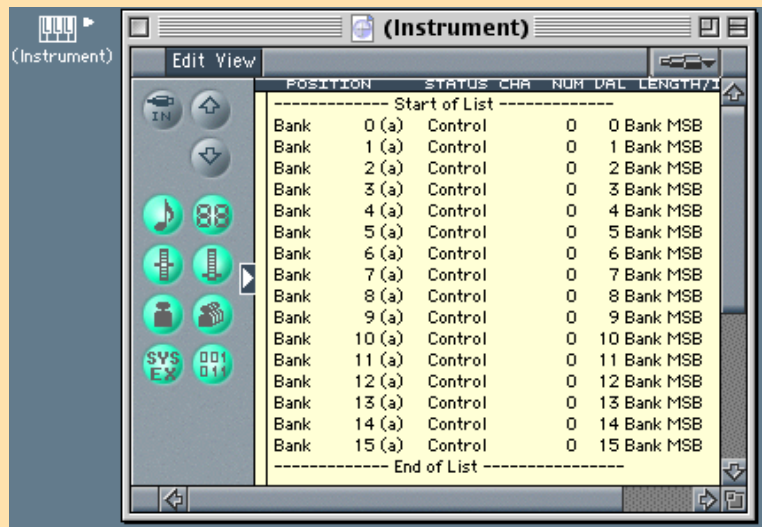 (Instrument)
(Instrument)
Edit View
POSITION STATUS CHA NUM VAL LENGTH/I
IN
------------- Start of List -------------
Bank 0 (a) Control 0 0 Bank MSB
Bank 1 (a) Control 0 1 Bank MSB
Bank 2 (a) Control 0 2 Bank MSB
Bank 3 (a) Control 0 3 Bank MSB
Bank 4 (a) Control 0 4 Bank MSB
Bank 5 (a) Control 0 5 Bank MSB
Bank 6 (a) Control 0 6 Bank MSB
Bank 7 (a) Control 0 7 Bank MSB
Bank 8 (a) Control 0 8 Bank MSB
Bank 9 (a) Control 0 9 Bank MSB
Bank 10 (a) Control 0 10 Bank MSB
Bank 11 (a) Control 0 11 Bank MSB
Bank 12 (a) Control 0 12 Bank MSB
Bank 13 (a) Control 0 13 Bank MSB
Bank 14 (a) Control 0 14 Bank MSB
Bank 15 (a) Control 0 15 Bank MSB
------------- End of List ----------------
88
SYS
EX
001
011